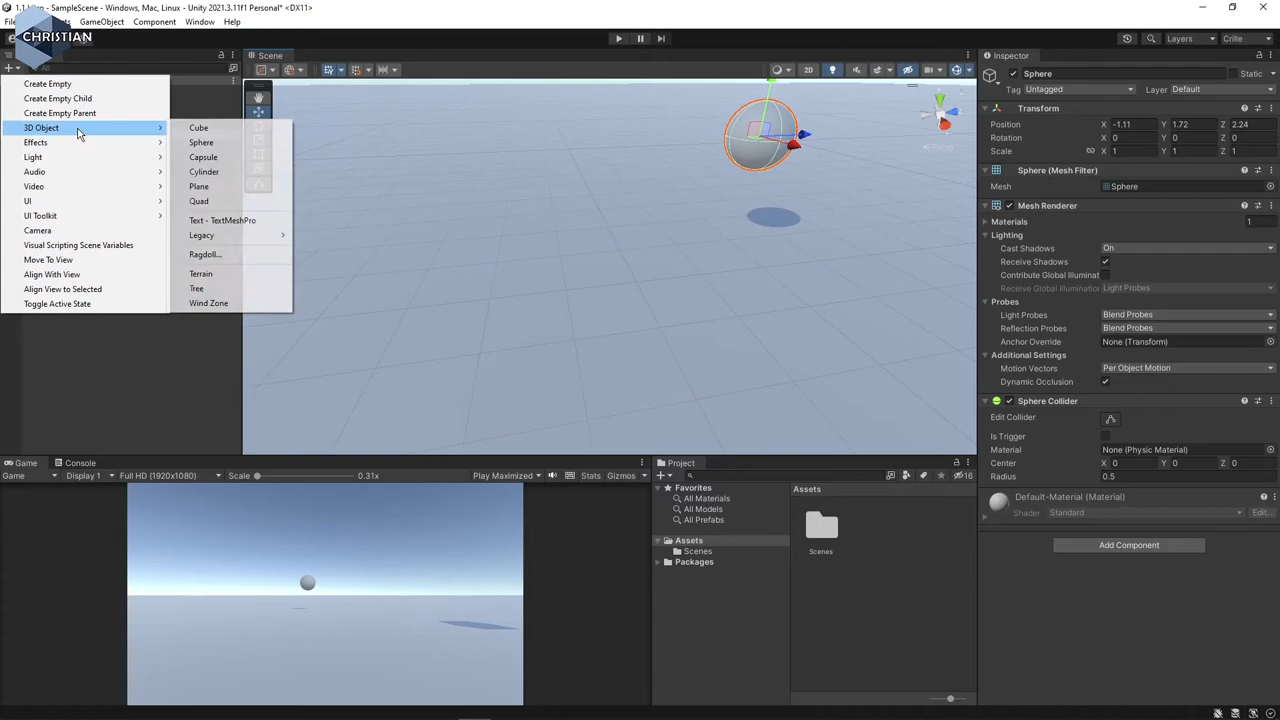 1.1 - SampleScene - Windows, Mac, Linux - Unity 2021.3.11f1 Personal* <DX11>
GameObject Component Window Help
CHRISTIAN
Layers Crille
All
Create Empty
Create Empty Child
Create Empty Parent
3D Object
Effects
Light
Audio
Video
UI
UI Toolkit
Camera
Visual Scripting Scene Variables
Move To View
Align With View
Align View to Selected
Toggle Active State
Cube
Sphere
Capsule
Cylinder
Plane
Quad
Text - TextMeshPro
Legacy
Ragdoll...
Terrain
Tree
Wind Zone
Scene
2D
Persp
Inspector
Sphere Static
Tag Untagged Layer Default
Transform
Position X -1.11 Y 1.72 Z 2.24
Rotation X 0 Y 0 Z 0
Scale X 1 Y 1 Z 1
Sphere (Mesh Filter)
Mesh Sphere
Mesh Renderer
Materials 1
Lighting
Cast Shadows On
Receive Shadows
Contribute Global Illuminat
Receive Global Illumination Light Probes
Probes
Light Probes Blend Probes
Reflection Probes Blend Probes
Anchor Override None (Transform)
Additional Settings
Motion Vectors Per Object Motion
Dynamic Occlusion
Sphere Collider
Edit Collider
Is Trigger
Material None (Physic Material)
Center X 0 Y 0 Z 0
Radius 0.5
Default-Material (Material)
Shader Standard Edit...
Add Component
Game Console
Game Display 1 Full HD (1920x1080) Scale 0.31x Play Maximized Stats Gizmos
Project
16
Favorites
All Materials
All Models
All Prefabs
Assets
Scenes
Packages
Assets
Scenes